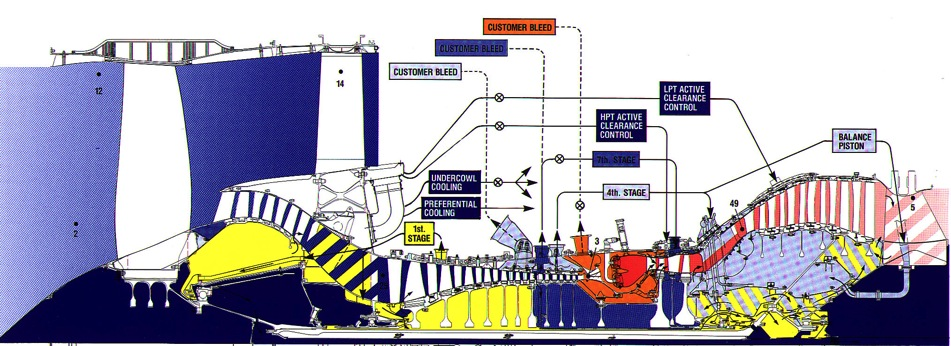 CUSTOMER BLEED
CUSTOMER BLEED
CUSTOMER BLEED
12
14
LPT ACTIVE
CLEARANCE
CONTROL
HPT ACTIVE
CLEARANCE
CONTROL
BALANCE
PISTON
7th. STAGE
UNDERCOWL
COOLING
4th. STAGE
PREFERENTIAL
COOLING
49
5
2
1st.
STAGE
3